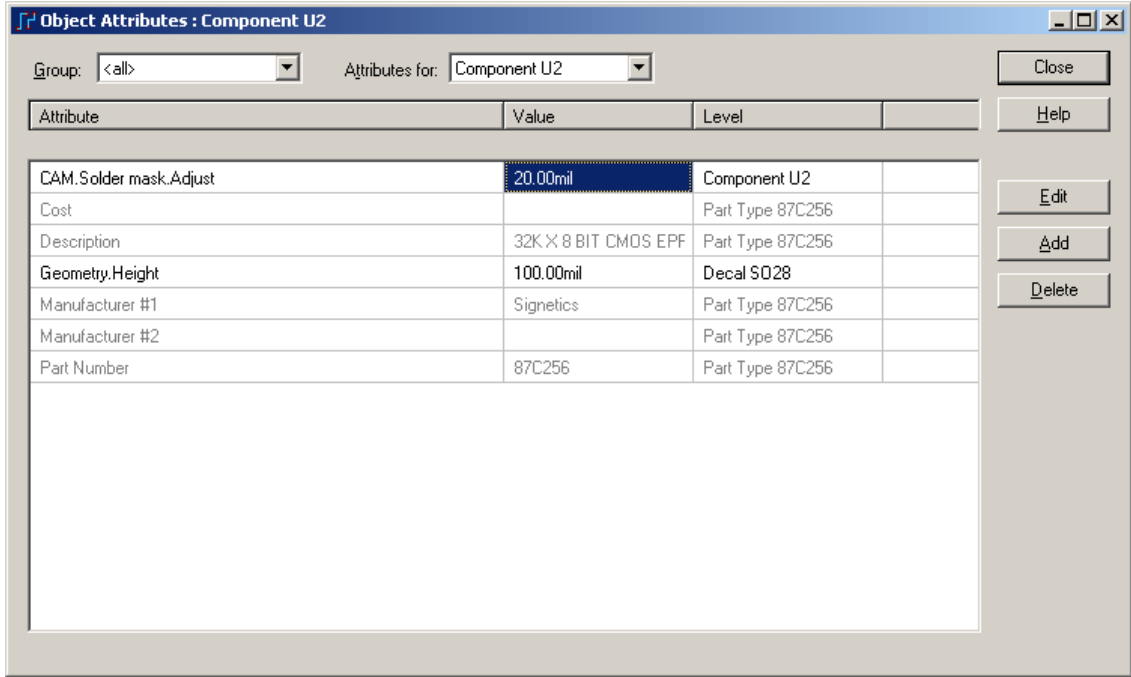 Object Attributes : Component U2
Group: <all> Attributes for: Component U2 Close
Attribute Value Level Help
CAM.Solder mask.Adjust 20.00mil Component U2
Edit
Cost Part Type 87C256
Description 32K X 8 BIT CMOS EPF Part Type 87C256
Add
Geometry.Height 100.00mil Decal SO28
Delete
Manufacturer #1 Signetics Part Type 87C256
Manufacturer #2 Part Type 87C256
Part Number 87C256 Part Type 87C256